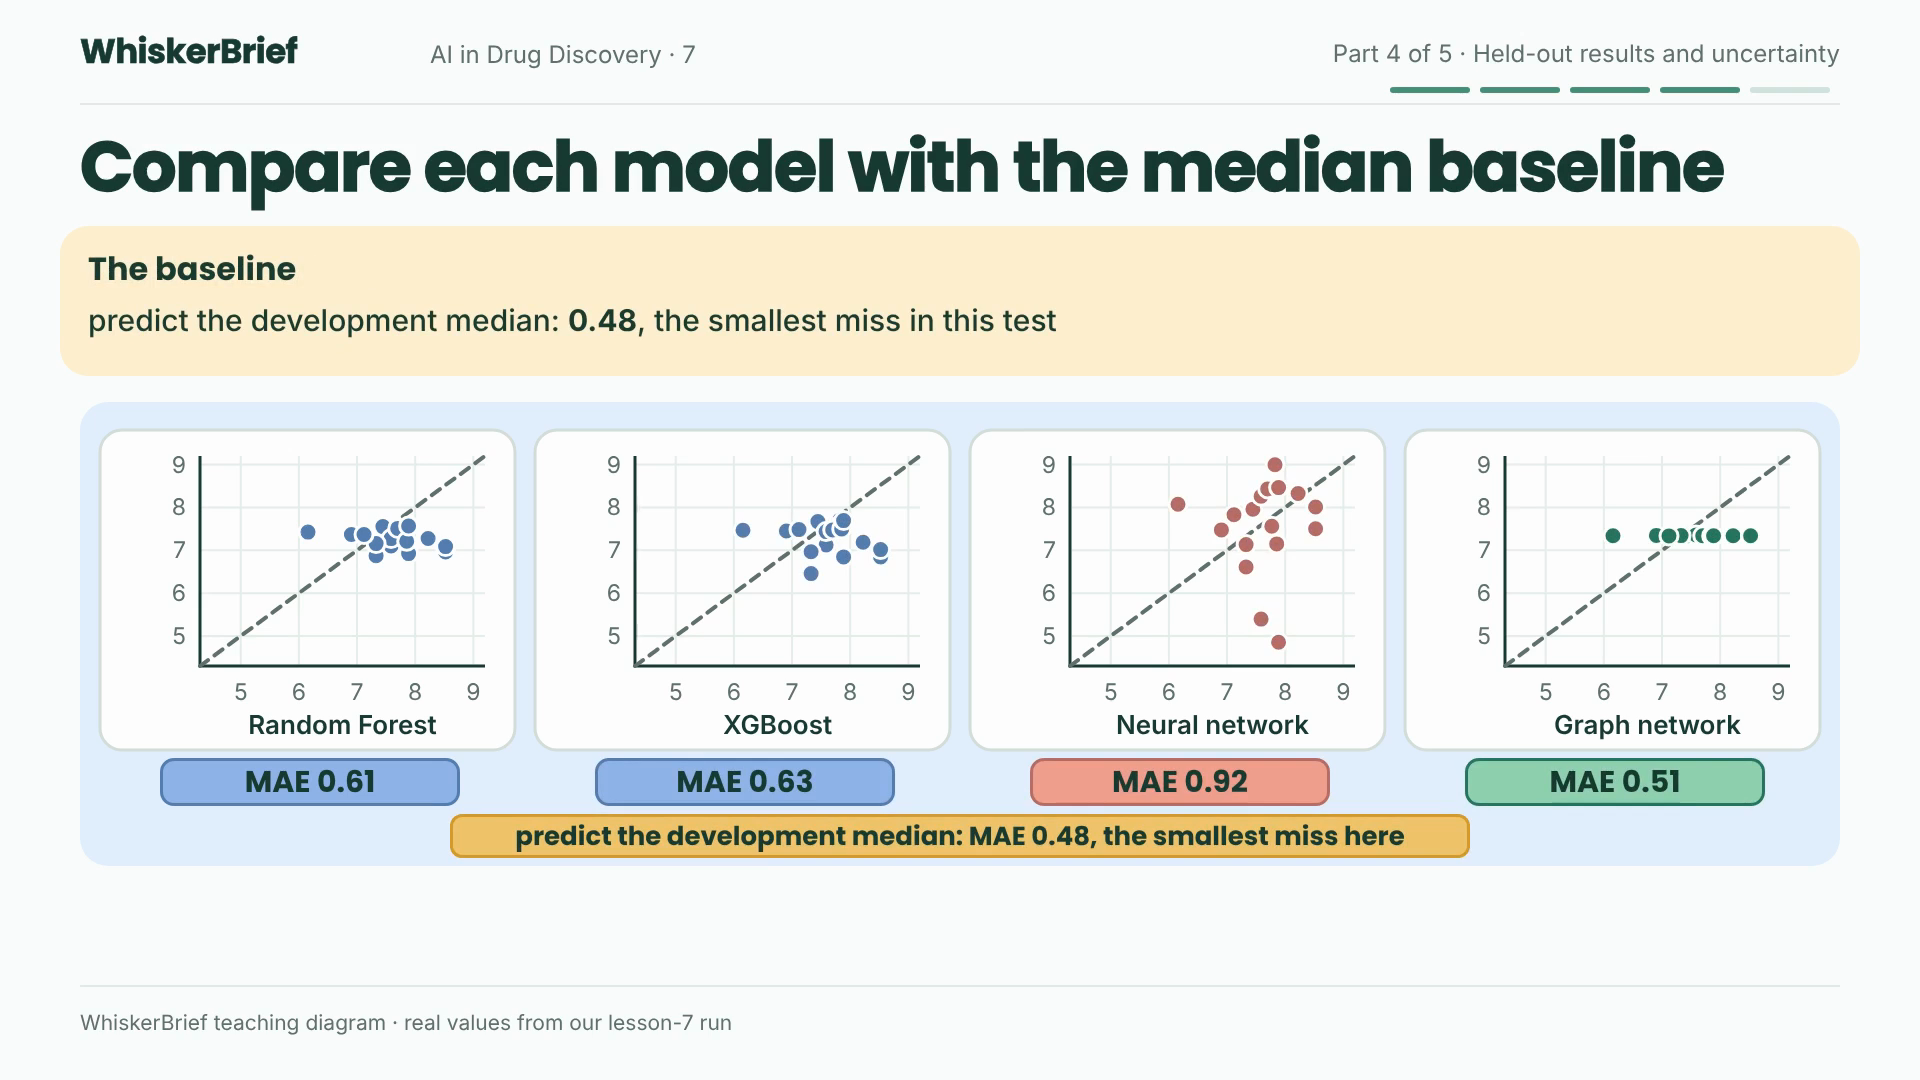 WhiskerBrief
AI in Drug Discovery · 7
Part 4 of 5 · Held-out results and uncertainty
Compare each model with the median baseline
The baseline
predict the development median: 0.48, the smallest miss in this test
9
8
7
6
5
5 6 7 8 9
Random Forest
MAE 0.61
9
8
7
6
5
5 6 7 8 9
XGBoost
MAE 0.63
9
8
7
6
5
5 6 7 8 9
Neural network
MAE 0.92
9
8
7
6
5
5 6 7 8 9
Graph network
MAE 0.51
predict the development median: MAE 0.48, the smallest miss here
WhiskerBrief teaching diagram · real values from our lesson-7 run